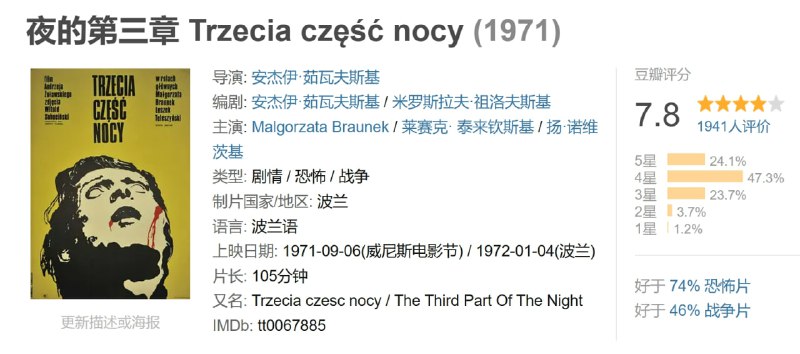 夜的第三章 Trzecia część nocy (1971)
film
Andrzeja
Żuławskiego
zdjęcia
Witold
Sobociński
TRZECIA
CZĘŚĆ
NOCY
w rolach
głównych
Małgorzata
Braunek
Leszek
Teleszyński
更新描述或海报
导演: 安杰伊·茹瓦夫斯基
编剧: 安杰伊·茹瓦夫斯基 / 米罗斯拉夫·祖洛夫斯基
主演: Malgorzata Braunek / 莱赛克· 泰来钦斯基 / 扬·诺维
茨基
类型: 剧情 / 恐怖 / 战争
制片国家/地区: 波兰
语言: 波兰语
上映日期: 1971-09-06(威尼斯电影节) / 1972-01-04(波兰)
片长: 105分钟
又名: Trzecia czesc nocy / The Third Part Of The Night
IMDb: tt0067885
豆瓣评分
7.8
1941人评价
5星 24.1%
4星 47.3%
3星 23.7%
2星 3.7%
1星 1.2%
好于 74% 恐怖片
好于 46% 战争片